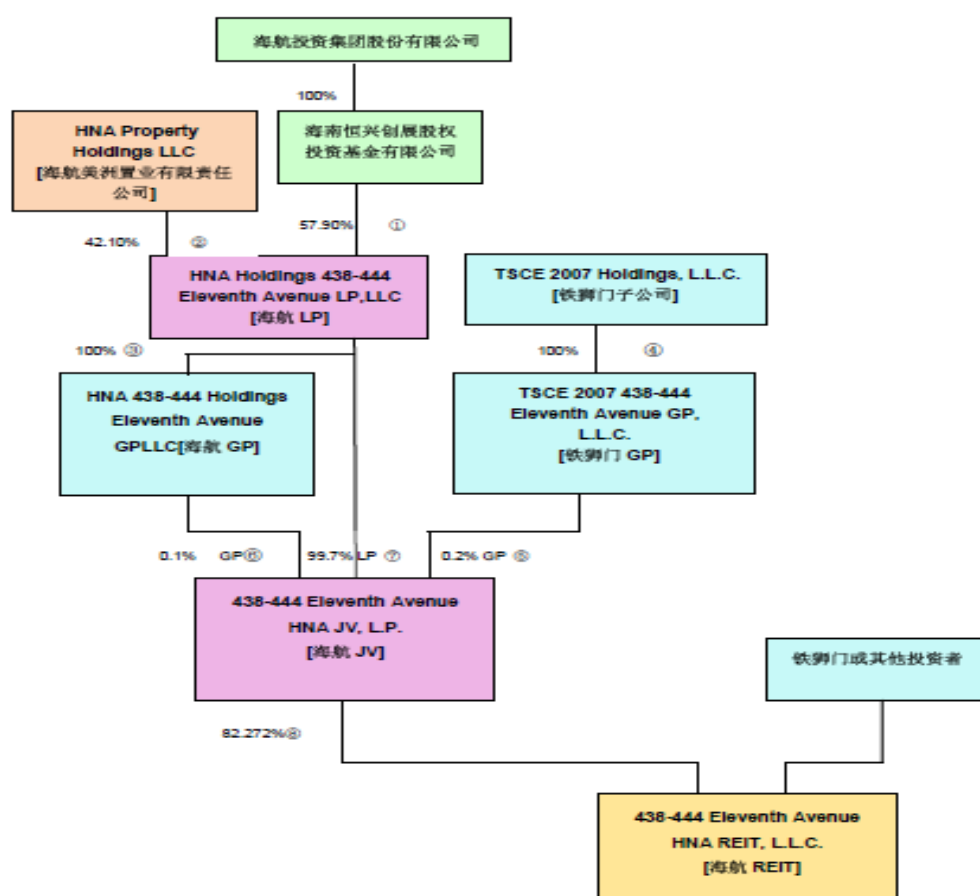 海航投资集团股份有限公司
100%
HNA Property
Holdings LLC
[海航美洲置业有限责任
公司]
海南恒兴创展股权
投资基金有限公司
57.90% ①
42.10% ②
HNA Holdings 438-444
Eleventh Avenue LP,LLC
[海航 LP]
TSCE 2007 Holdings, L.L.C.
[铁狮门子公司]
100% ③
100% ④
HNA 438-444 Holdings
Eleventh Avenue
GPLLC[海航 GP]
TSCE 2007 438-444
Eleventh Avenue GP,
L.L.C.
[铁狮门 GP]
0.1% GP⑥
99.7% LP ⑦
0.2% GP ⑤
438-444 Eleventh Avenue
HNA JV, L.P.
[海航 JV]
铁狮门或其他投资者
82.272%⑧
438-444 Eleventh Avenue
HNA REIT, L.L.C.
[海航 REIT]